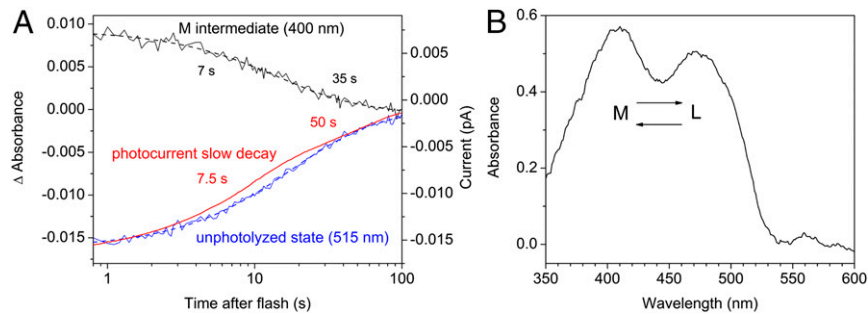 A
M intermediate (400 nm)
7 s
35 s
50 s
photocurrent slow decay
7.5 s
unphotolyzed state (515 nm)
0.010
0.005
0.000
-0.005
-0.010
-0.015
Δ Absorbance
0.005
0.000
-0.005
-0.010
-0.015
Current (pA)
1 10 100
Time after flash (s)
B
0.6
0.4
0.2
0.0
Absorbance
M L
350 400 450 500 550 600
Wavelength (nm)